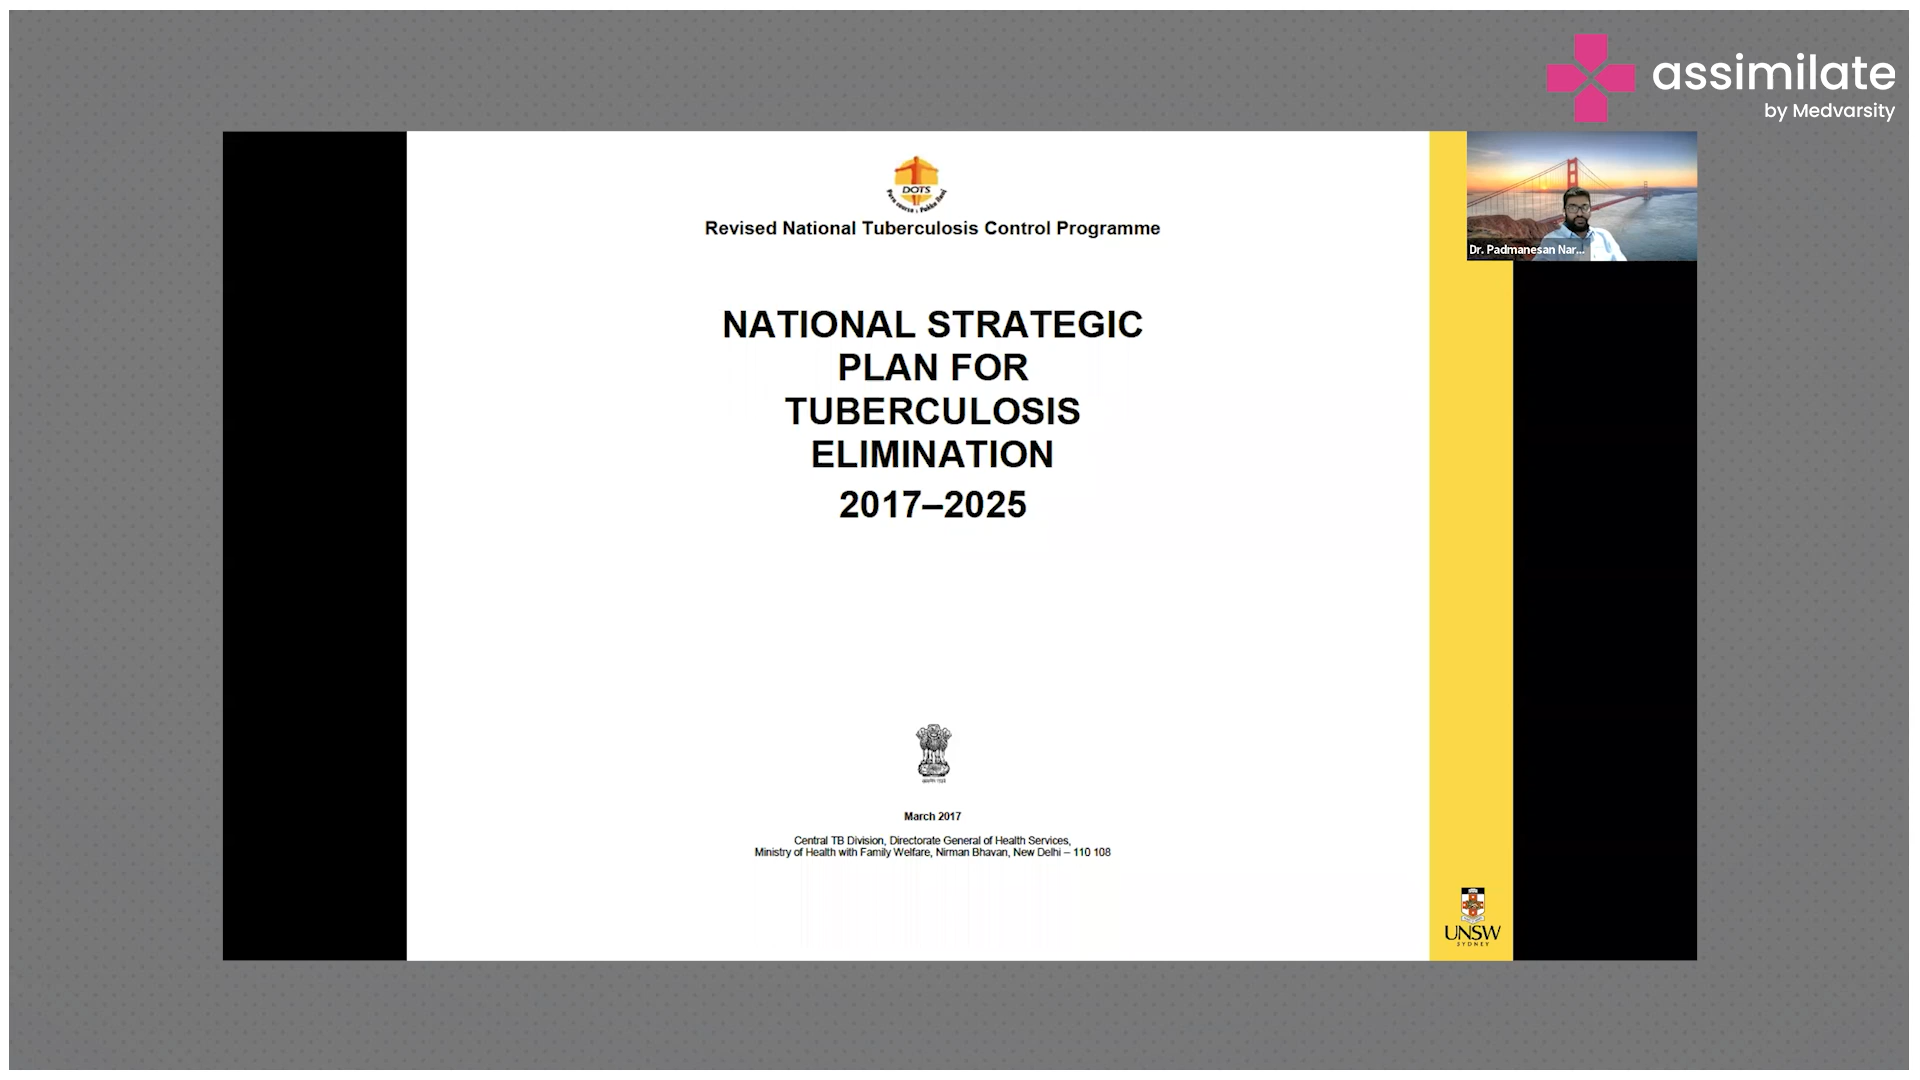 assimilate
by Medvarsity
Dr. Padmanesan Nar...
DOTS
Revised National Tuberculosis Control Programme
NATIONAL STRATEGIC
PLAN FOR
TUBERCULOSIS
ELIMINATION
2017–2025
March 2017
Central TB Division, Directorate General of Health Services,
Ministry of Health with Family Welfare, Nirman Bhavan, New Delhi – 110 108
UNSW
SYDNEY